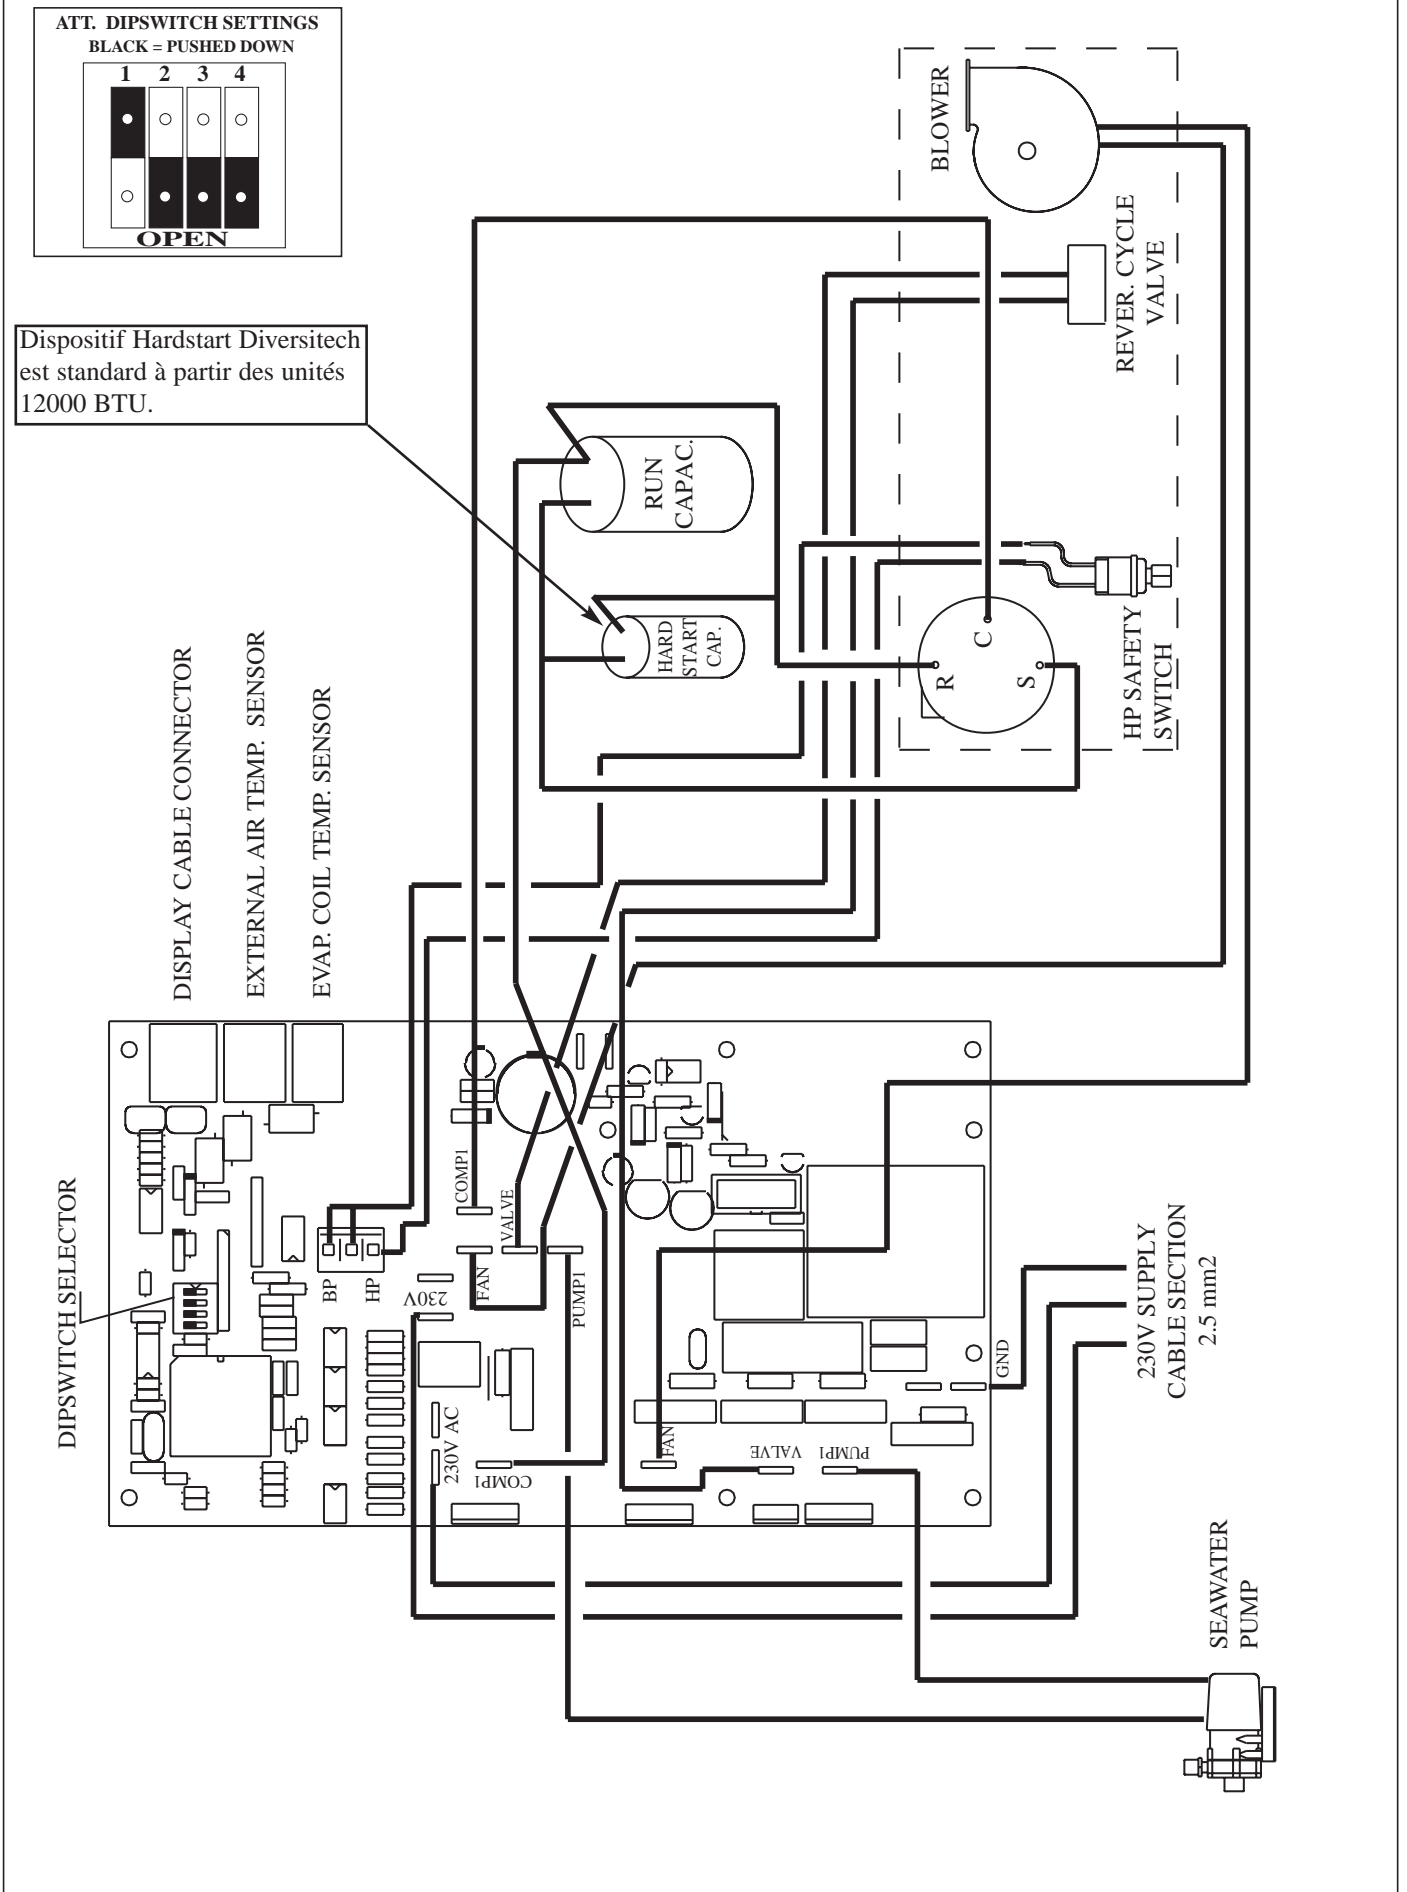 ATT. DIPSWITCH SETTINGS
BLACK = PUSHED DOWN
1 2 3 4
OPEN
Dispositif Hardstart Diversitech
est standard à partir des unités
12000 BTU.
BLOWER
REVER. CYCLE
VALVE
RUN
CAPAC.
HARD
START
CAP.
C
R
S
HP SAFETY
SWITCH
DISPLAY CABLE CONNECTOR
EXTERNAL AIR TEMP. SENSOR
EVAP. COIL TEMP. SENSOR
DIPSWITCH SELECTOR
COMP1
VALVE
BP
HP
230V
FAN
PUMP1
230V AC
COMP1
FAN
VALVE
PUMP1
GND
230V SUPPLY
CABLE SECTION
2.5 mm2
SEAWATER
PUMP